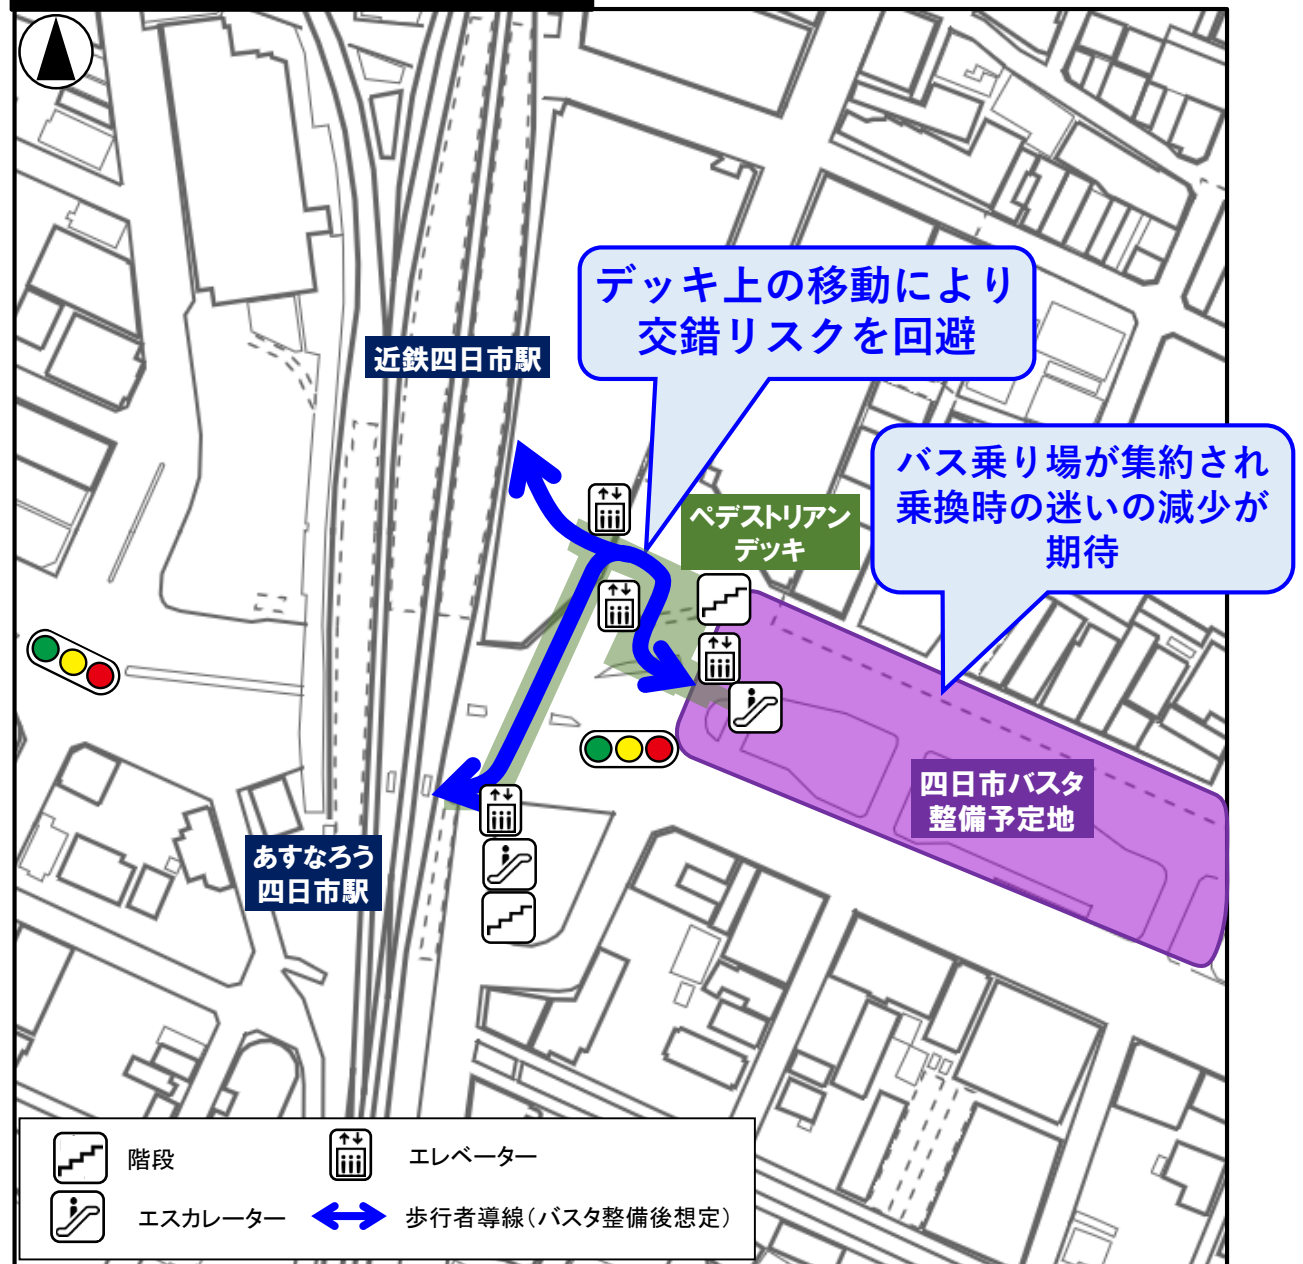 デッキ上の移動により
交錯リスクを回避
近鉄四日市駅
バス乗り場が集約され
乗換時の迷いの減少が
期待
ペデストリアン
デッキ
四日市バスタ
整備予定地
あすなろう
四日市駅
階段
エレベーター
エスカレーター
歩行者導線(バスタ整備後想定)